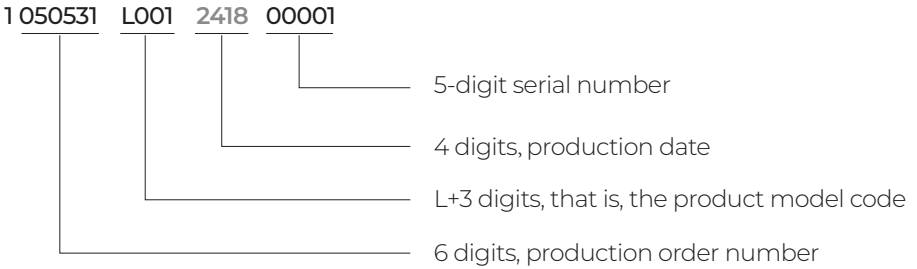 1 050531 L001 2418 00001
5-digit serial number
4 digits, production date
L+3 digits, that is, the product model code
6 digits, production order number